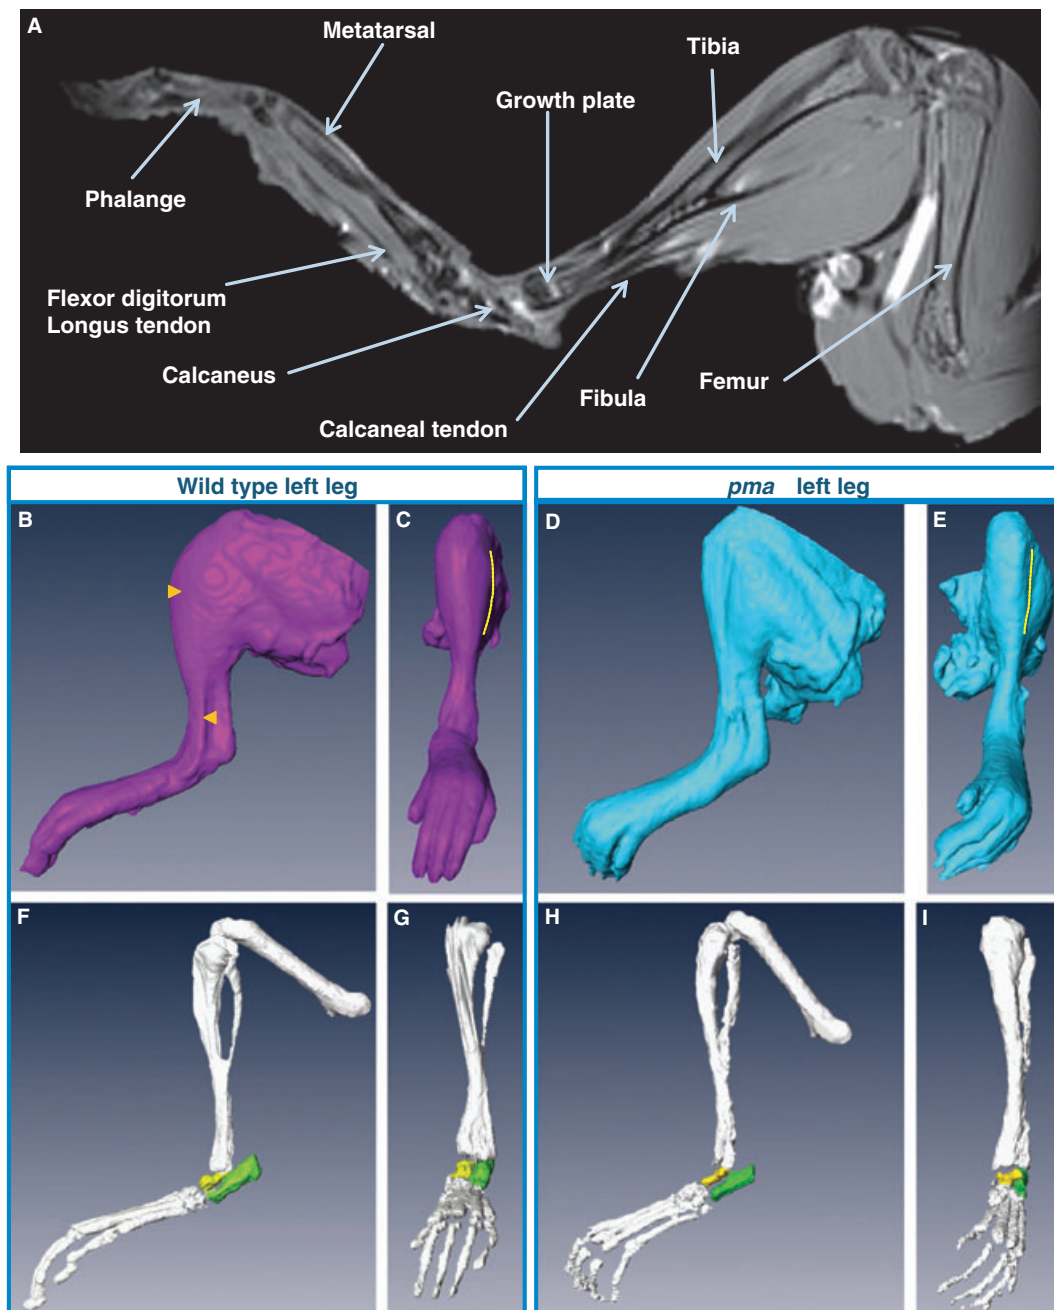 A
Metatarsal
Tibia
Growth plate
Phalange
Flexor digitorum
Longus tendon
Calcaneus
Calcaneal tendon
Fibula
Femur
Wild type left leg
pma left leg
B
C
D
E
F
G
H
I